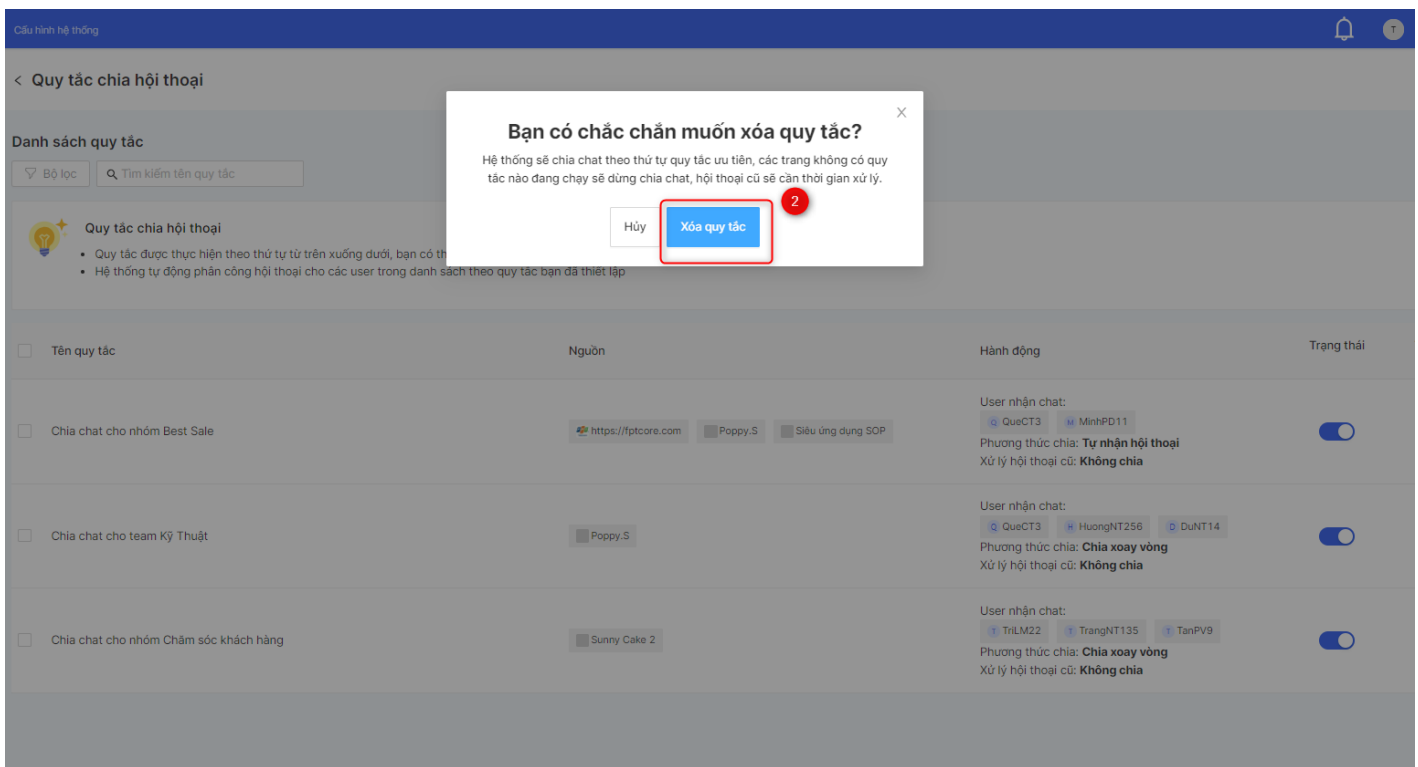 Cấu hình hệ thống
T
< Quy tắc chia hội thoại
Bạn có chắc chắn muốn xóa quy tắc?
Hệ thống sẽ chia chat theo thứ tự quy tắc ưu tiên, các trang không có quy
tắc nào đang chạy sẽ dừng chia chat, hội thoại cũ sẽ cần thời gian xử lý.
2
Hủy
Xóa quy tắc
Danh sách quy tắc
Bộ lọc
Tìm kiếm tên quy tắc
Quy tắc chia hội thoại
• Quy tắc được thực hiện theo thứ tự từ trên xuống dưới, bạn có th
• Hệ thống tự động phân công hội thoại cho các user trong danh sách theo quy tắc bạn đã thiết lập
Tên quy tắc
Nguồn
Hành động
Trạng thái
Chia chat cho nhóm Best Sale
https://fptcore.com
Poppy.S
Siêu ứng dụng SOP
User nhận chat:
Q QueCT3
M MinhPD11
Phương thức chia: Tự nhận hội thoại
Xử lý hội thoại cũ: Không chia
Chia chat cho team Kỹ Thuật
Poppy.S
User nhận chat:
Q QueCT3
H HuongNT256
D DuNT14
Phương thức chia: Chia xoay vòng
Xử lý hội thoại cũ: Không chia
Chia chat cho nhóm Chăm sóc khách hàng
Sunny Cake 2
User nhận chat:
T TriLM22
T TrangNT135
T TanPV9
Phương thức chia: Chia xoay vòng
Xử lý hội thoại cũ: Không chia